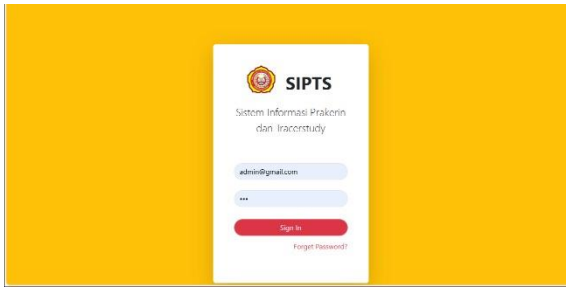 SIPTS
Sistem Informasi Prakerin
dan Tracerstudy
admin@gmail.com
•••
Sign In
Forget Password?